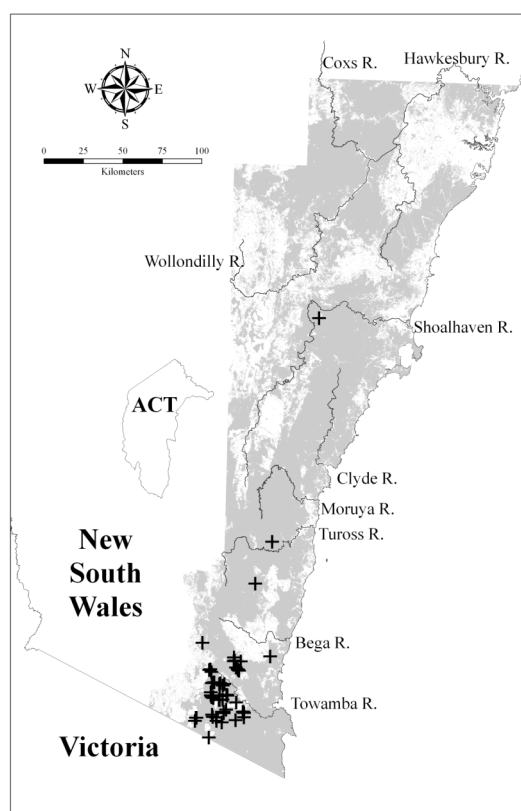 Coxs R.
Hawkesbury R.
N
W E
S
0 25 50 75 100
Kilometers
Wollondilly R.
Shoalhaven R.
ACT
Clyde R.
Moruya R.
Tuross R.
New
South
Wales
Bega R.
Towamba R.
Victoria